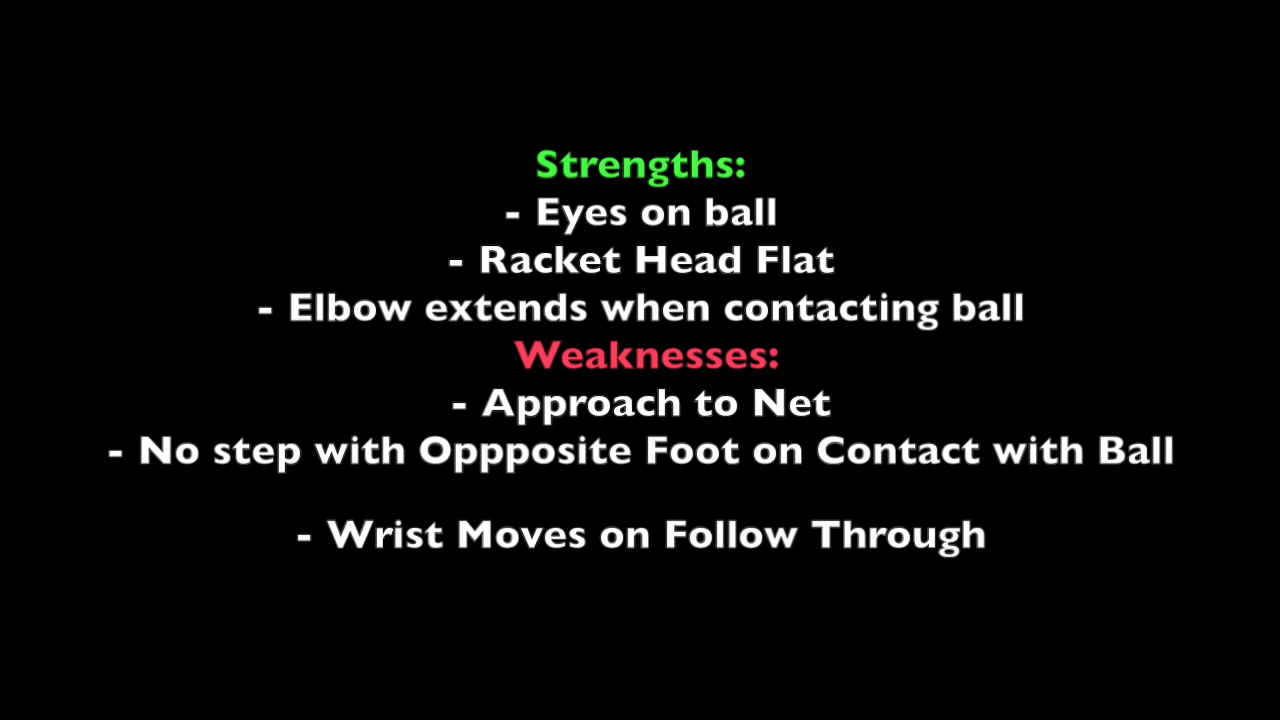 Strengths:
- Eyes on ball
- Racket Head Flat
- Elbow extends when contacting ball
Weaknesses:
- Approach to Net
- No step with Oppposite Foot on Contact with Ball
- Wrist Moves on Follow Through